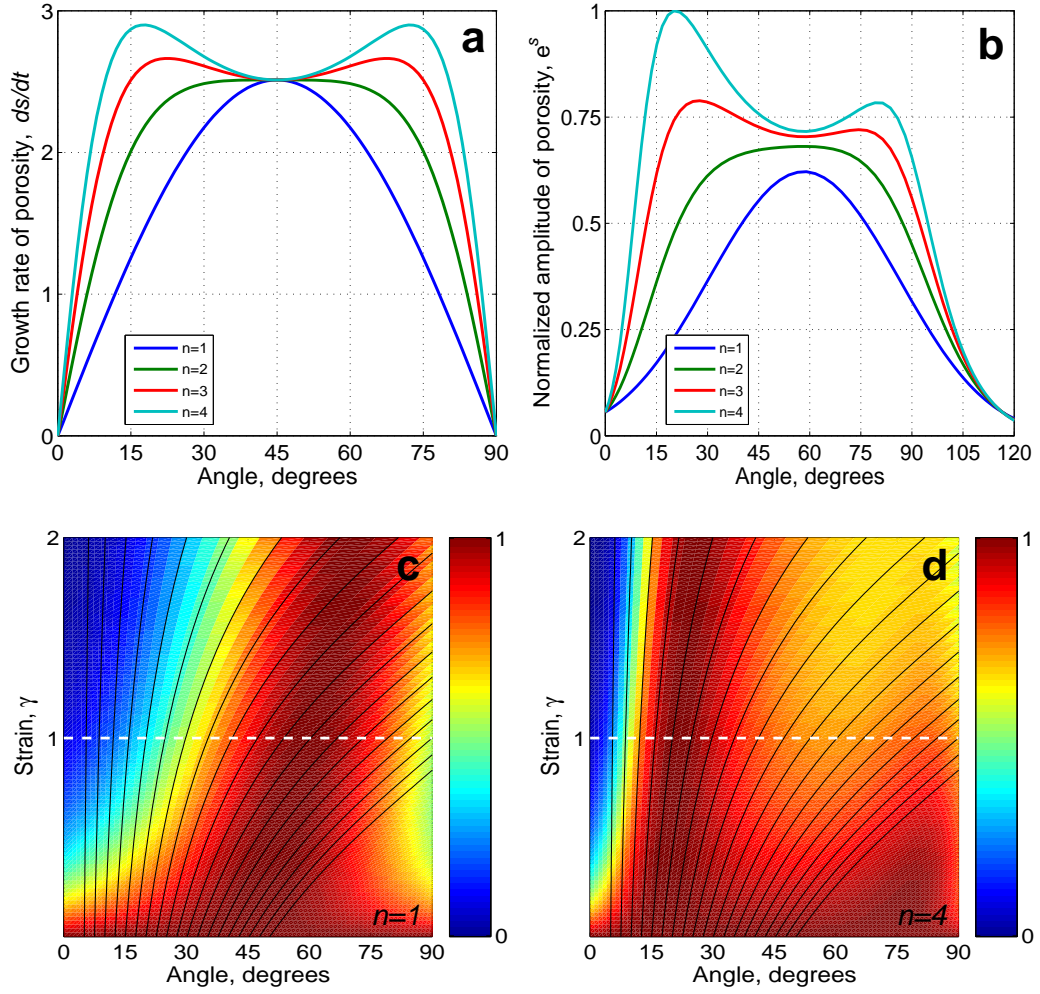 a
Growth rate of porosity, ds/dt
3
2
1
0
n=1
n=2
n=3
n=4
0 15 30 45 60 75 90
Angle, degrees
b
Normalized amplitude of porosity, e^s
1
0.75
0.5
0.25
0
n=1
n=2
n=3
n=4
0 15 30 45 60 75 90 105 120
Angle, degrees
c
Strain, γ
2
1
n=1
0 15 30 45 60 75 90
Angle, degrees
1
0
d
Strain, γ
2
1
n=4
0 15 30 45 60 75 90
Angle, degrees
1
0